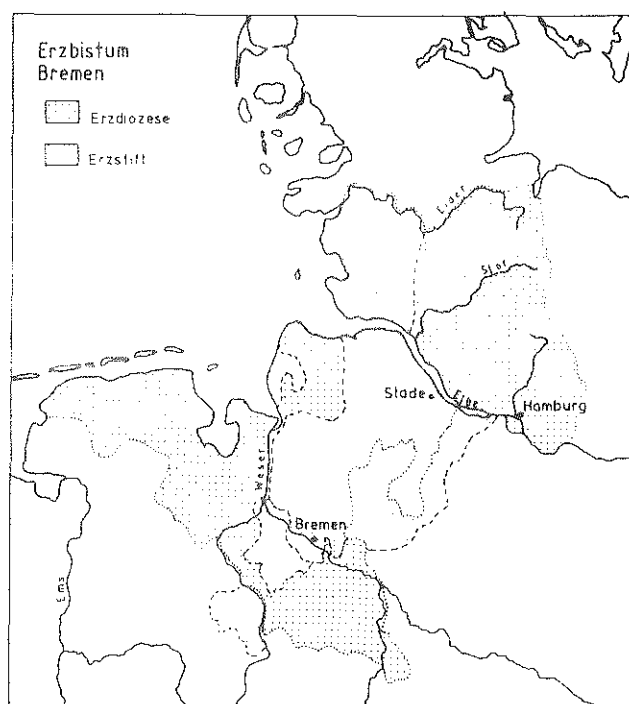 Erzbistum
Bremen
Erzdiozese
Erzstift
Eider
Stör
Elbe
Stade
Hamburg
Weser
Bremen
Ems